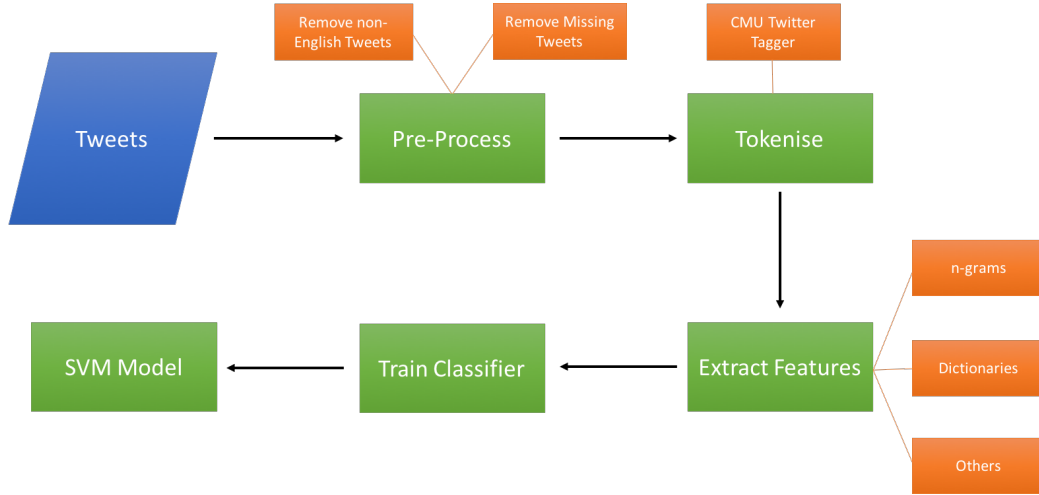 Remove non-
English Tweets
Remove Missing
Tweets
CMU Twitter
Tagger
Tweets
Pre-Process
Tokenise
n-grams
SVM Model
Train Classifier
Extract Features
Dictionaries
Others